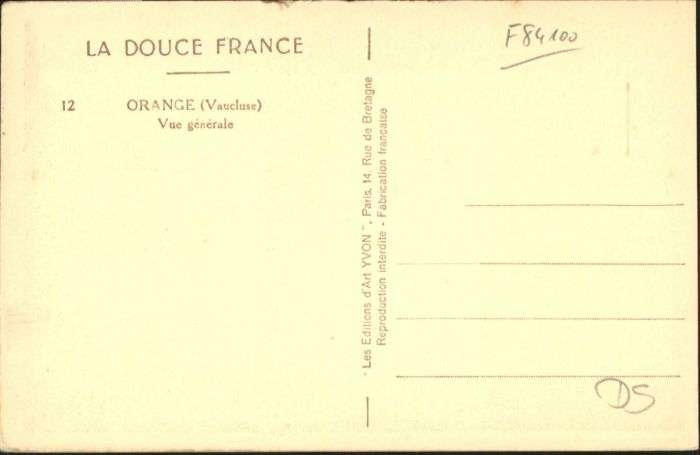 LA DOUCE FRANCE
12 ORANGE (Vaucluse)
Vue générale
"Les Editions d'Art YVON", Paris, 14, Rue de Bretagne
Reproduction interdite - Fabrication française
F84100
DS